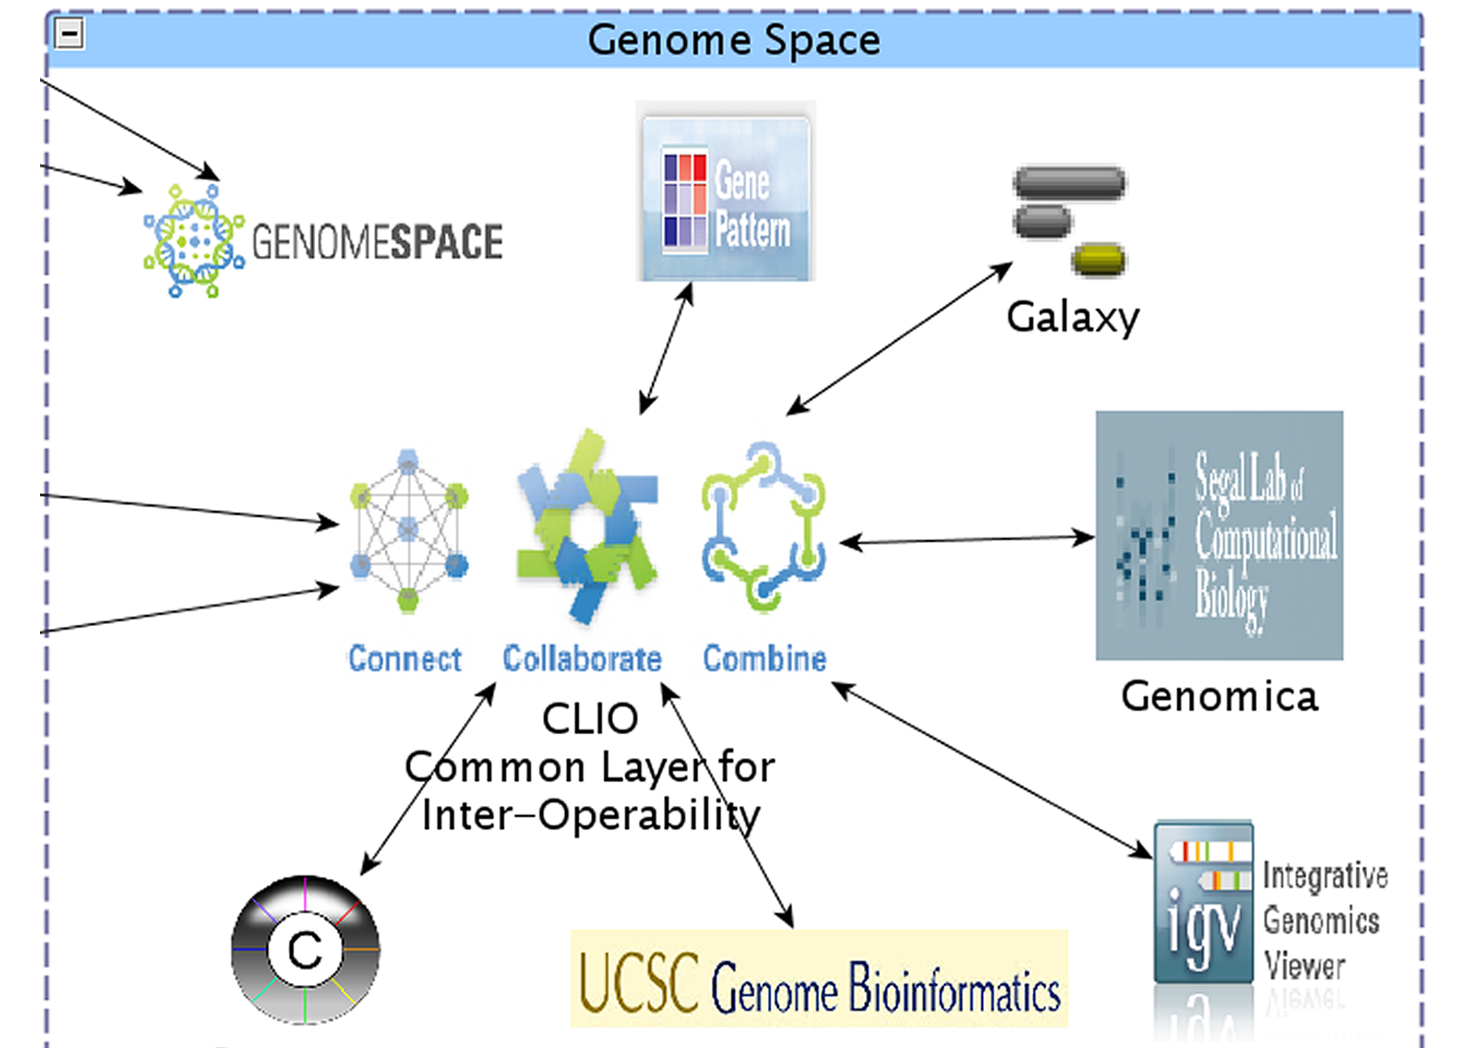 Genome Space
GENOMESPACE
Gene
Pattern
Galaxy
Segal Lab of
Computational
Biology
Genomica
Connect
Collaborate
Combine
CLIO
Common Layer for
Inter-Operability
C
UCSC Genome Bioinformatics
igv
Integrative
Genomics
Viewer